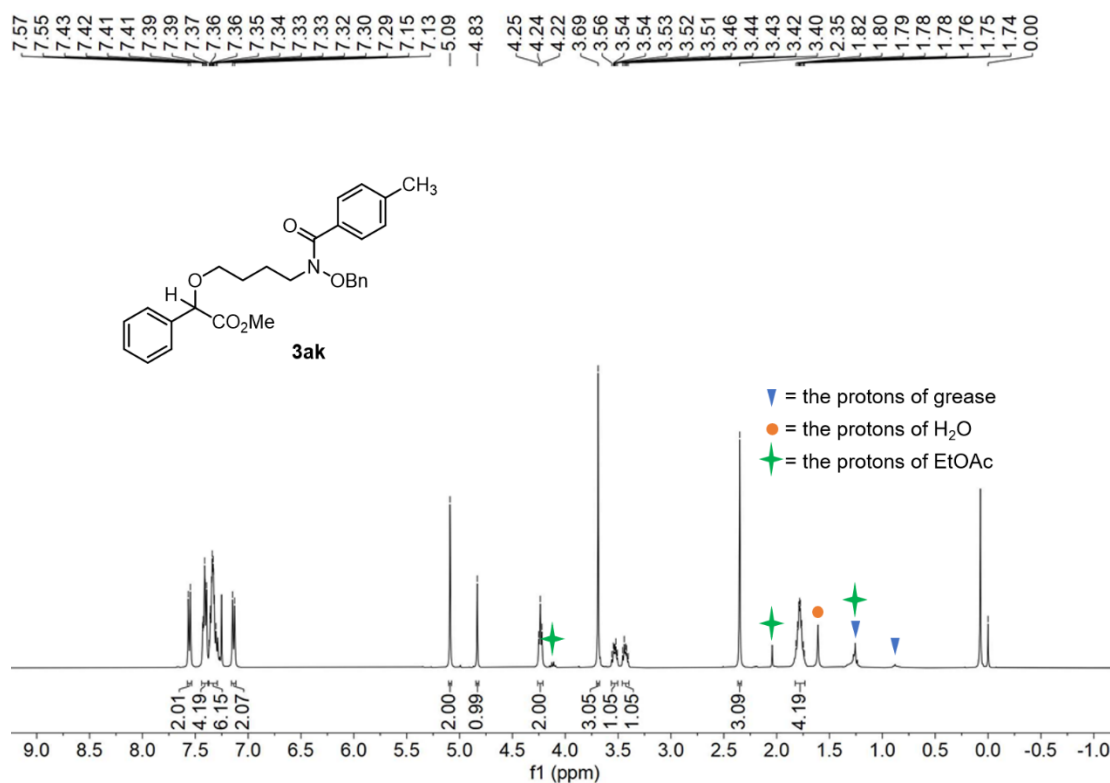 7.57 7.55 7.43 7.42 7.41 7.41 7.39 7.39 7.37 7.36 7.36 7.35 7.34 7.33 7.33 7.32 7.30 7.29 7.15 7.13 5.09 4.83 4.25 4.24 4.22 3.69 3.56 3.54 3.54 3.53 3.52 3.51 3.46 3.44 3.42 3.40 2.35 1.82 1.80 1.79 1.78 1.78 1.76 1.75 1.74 0.00
CH3
O
N
OBn
O
H
CO2Me
3ak
= the protons of grease
= the protons of H2O
= the protons of EtOAc
2.01 4.19 6.15 2.07 2.00 0.99 2.00 3.05 1.05 1.05 3.09 4.19
9.0 8.5 8.0 7.5 7.0 6.5 6.0 5.5 5.0 4.5 4.0 3.5 3.0 2.5 2.0 1.5 1.0 0.5 0.0 -0.5 -1.0
f1 (ppm)